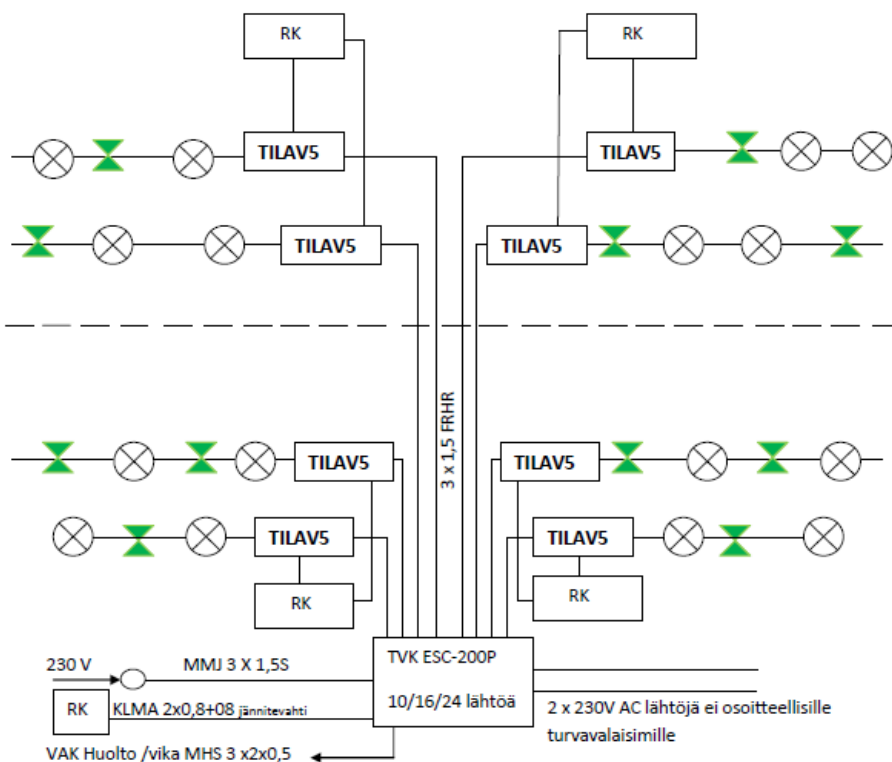 RK
RK
TILAV5
TILAV5
TILAV5
TILAV5
3 x 1,5 FRHR
TILAV5
TILAV5
TILAV5
TILAV5
RK
RK
230 V
MMJ 3 X 1,5S
TVK ESC-200P
10/16/24 lähtöä
RK
KLMA 2x0,8+08 jännitevahti
2 x 230V AC lähtöjä ei osoitteellisille
turvavalaisimille
VAK Huolto /vika MHS 3 x2x0,5